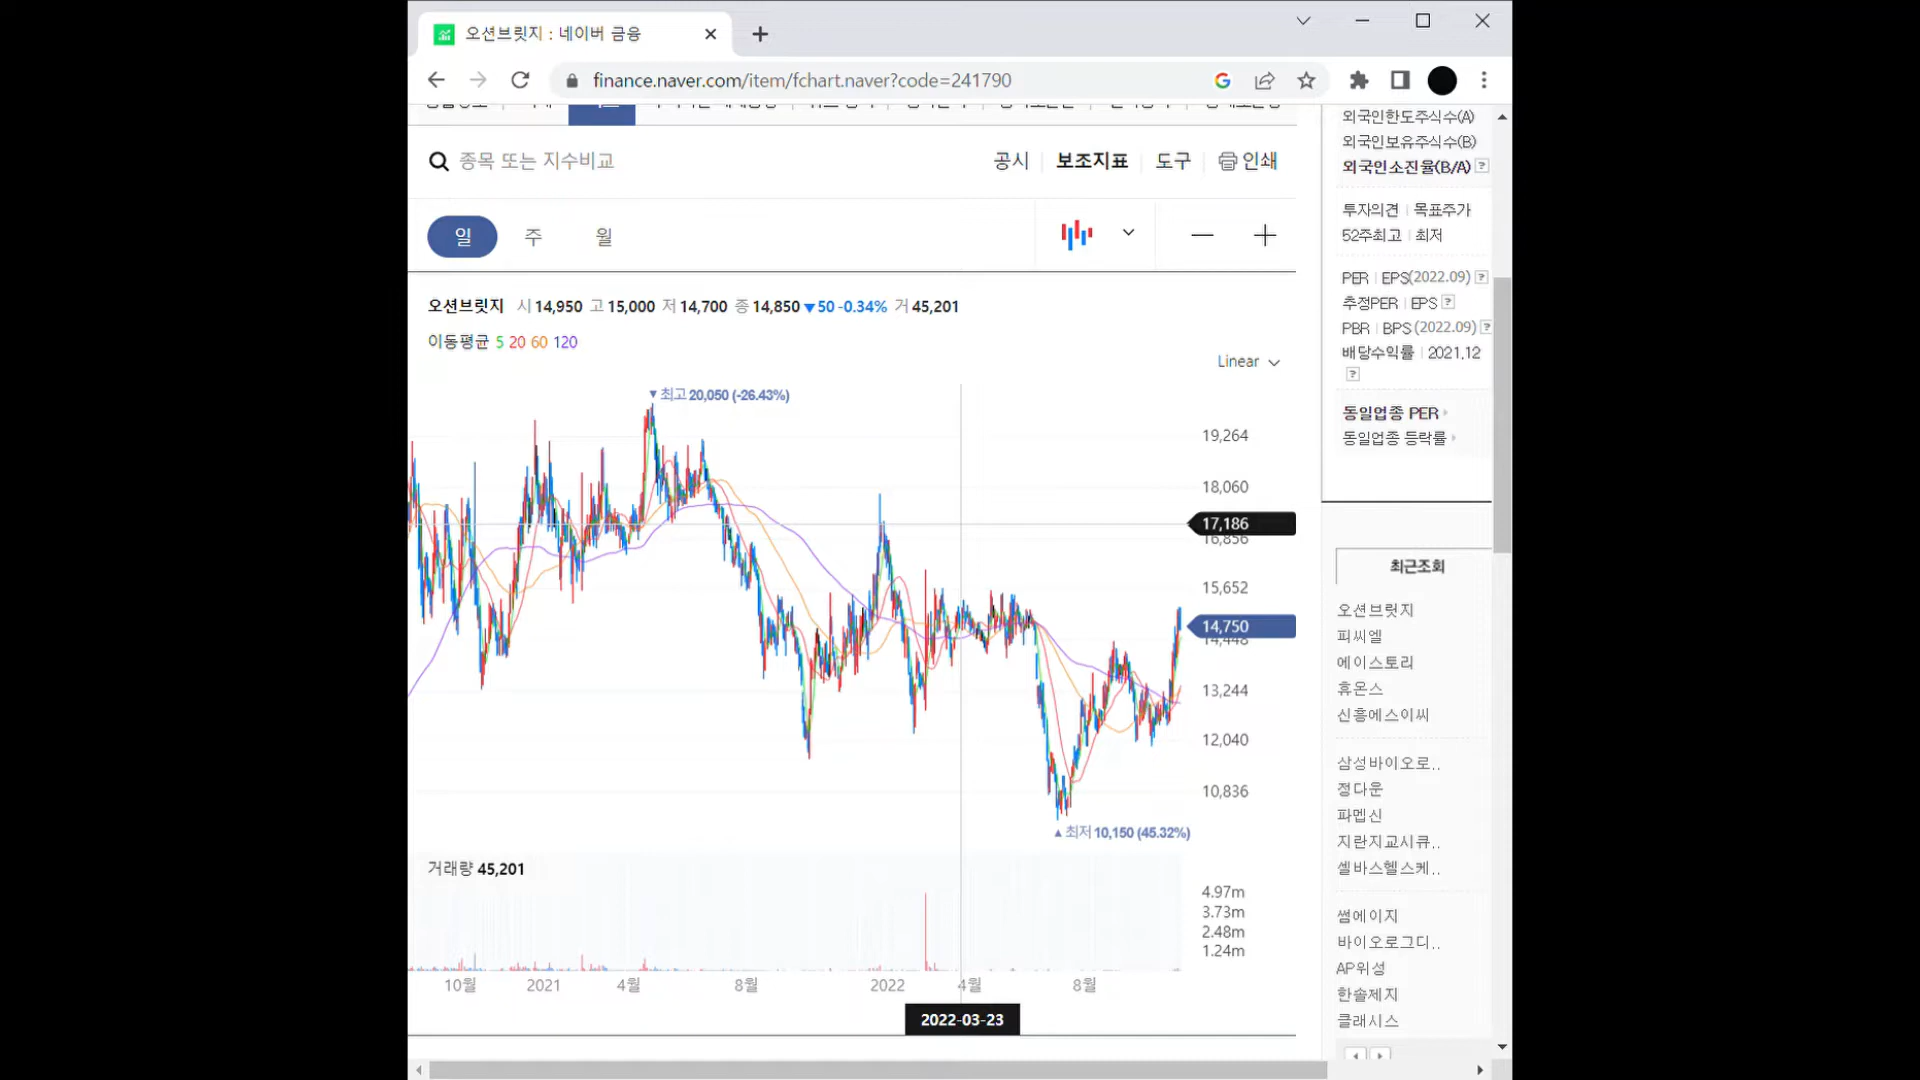 오션브릿지 : 네이버 금융
finance.naver.com/item/fchart.naver?code=241790
종목 또는 지수비교
공시 보조지표 도구 인쇄
일 주 월
오션브릿지 시 14,950 고 15,000 저 14,700 종 14,850 ▼50 -0.34% 거 45,201
이동평균 5 20 60 120
Linear
▼최고 20,050 (-26.43%)
19,264
18,060
17,186
16,856
15,652
14,750
14,448
13,244
12,040
10,836
▲최저 10,150 (45.32%)
거래량 45,201
4.97m
3.73m
2.48m
1.24m
10월 2021 4월 8월 2022 4월 8월
2022-03-23
외국인한도주식수(A)
외국인보유주식수(B)
외국인소진율(B/A) ?
투자의견 | 목표주가
52주최고 | 최저
PER | EPS(2022.09) ?
추정PER | EPS ?
PBR | BPS (2022.09) ?
배당수익률 | 2021.12
?
동일업종 PER
동일업종 등락률
최근조회
오션브릿지
피씨엘
에이스토리
휴온스
신흥에스이씨
삼성바이오로..
정다운
파멥신
지란지교시큐..
셀바스헬스케..
썸에이지
바이오로그디..
AP위성
한솔제지
클래시스